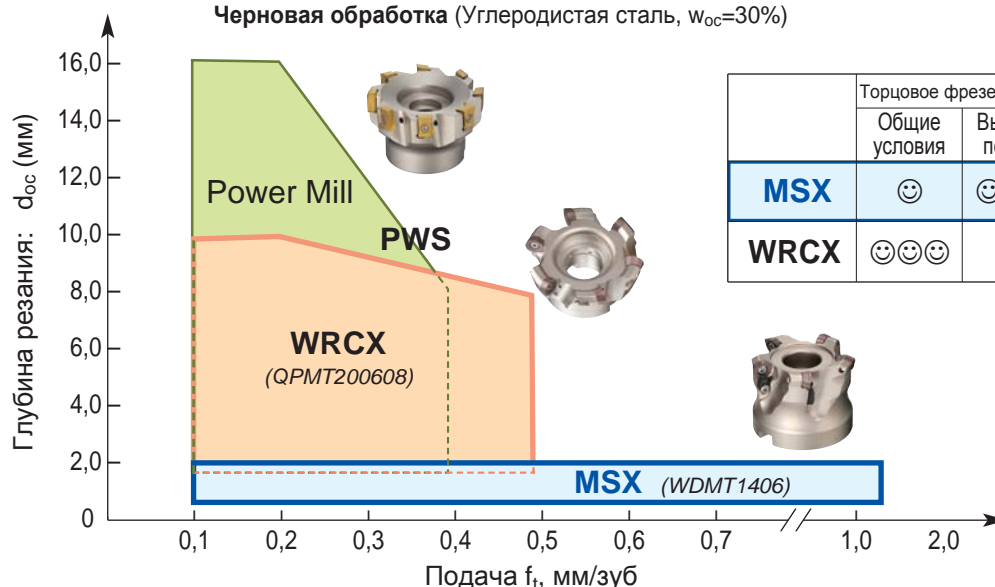 Черновая обработка (Углеродистая сталь, wос=30%)
Глубина резания: dос (мм)
16,0
14,0
12,0
10,0
8,0
6,0
4,0
2,0
0
Power Mill
PWS
WRCX
(QPMT200608)
MSX (WDMT1406)
0,1 0,2 0,3 0,4 0,5 0,6 0,7 1,0 2,0
Подача ft, мм/зуб
Торцовое фрезе
Общие
условия
MSX
WRCX